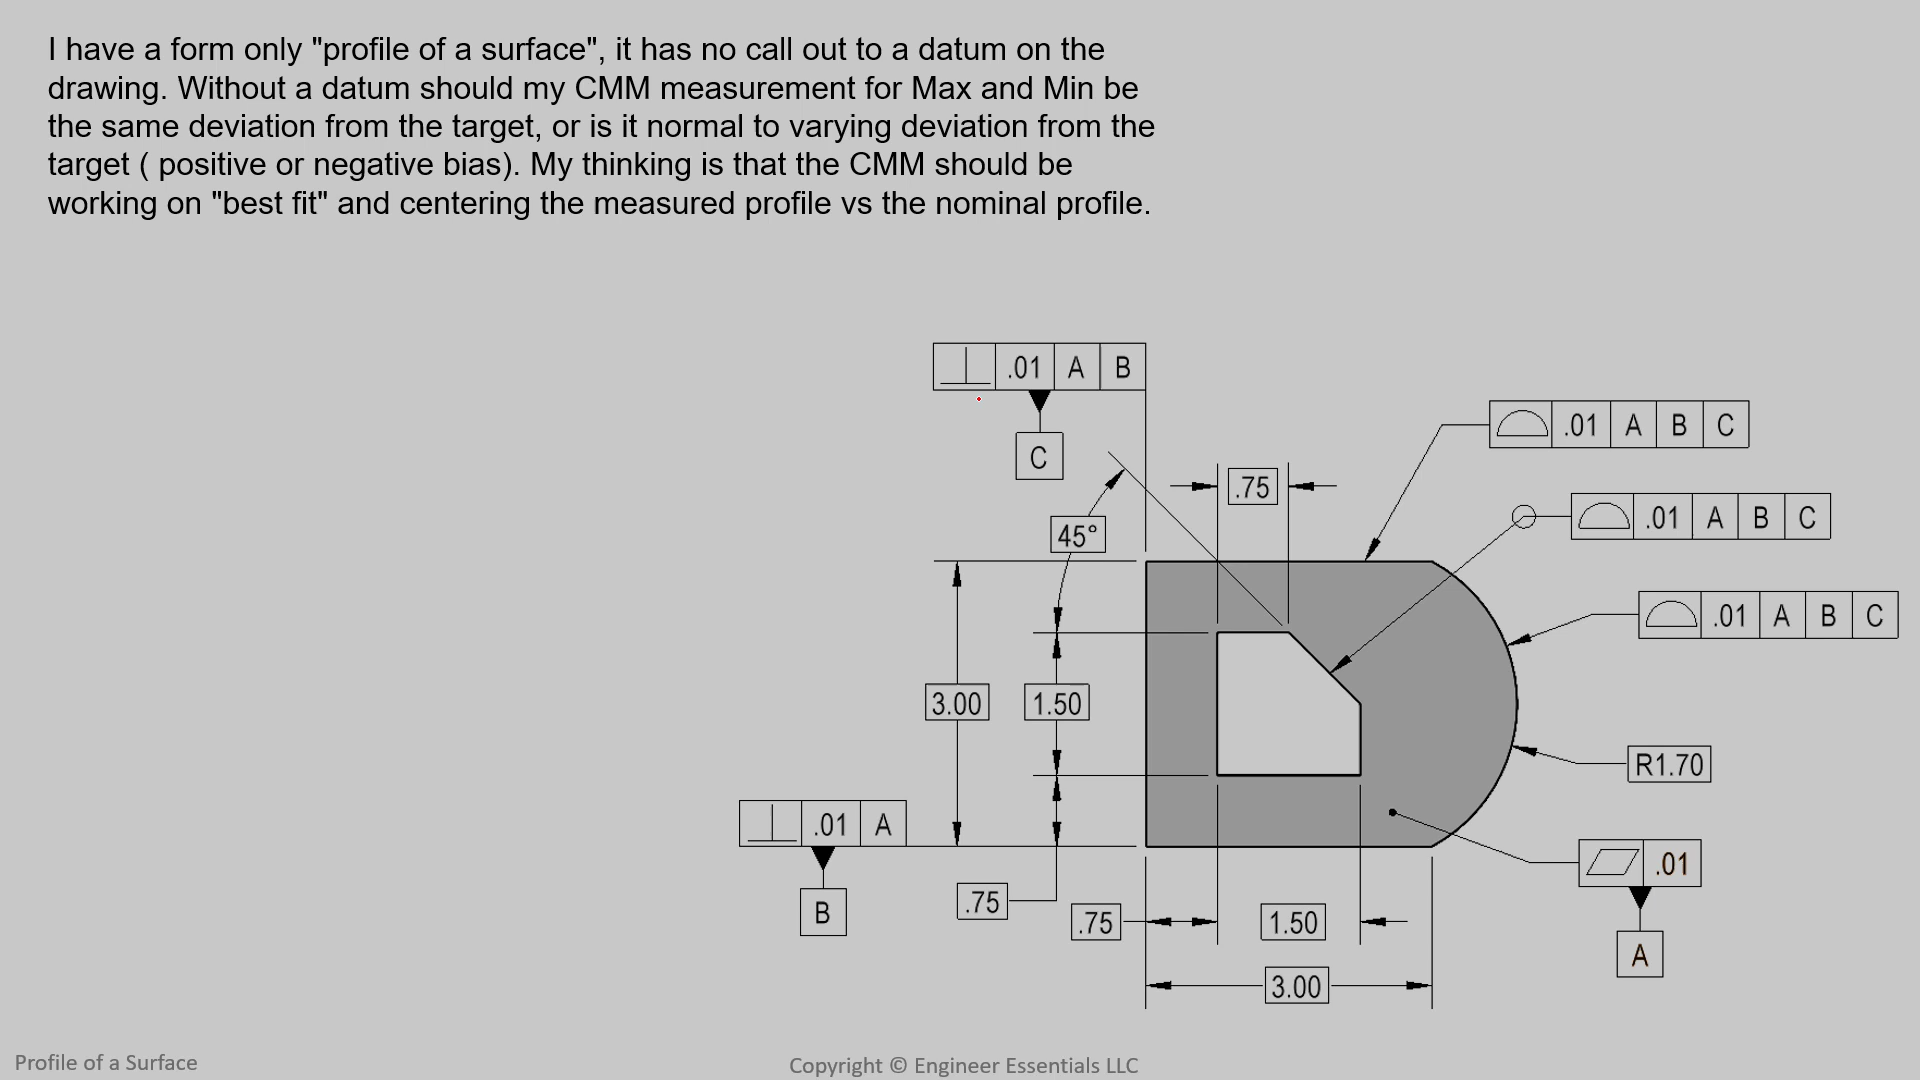 I have a form only "profile of a surface", it has no call out to a datum on the
drawing. Without a datum should my CMM measurement for Max and Min be
the same deviation from the target, or is it normal to varying deviation from the
target ( positive or negative bias). My thinking is that the CMM should be
working on "best fit" and centering the measured profile vs the nominal profile.
.01 A B
C
.01 A B C
.75
.01 A B C
45°
.01 A B C
3.00
1.50
R1.70
.01 A
B
.01
A
.75
.75
1.50
3.00
Profile of a Surface
Copyright © Engineer Essentials LLC